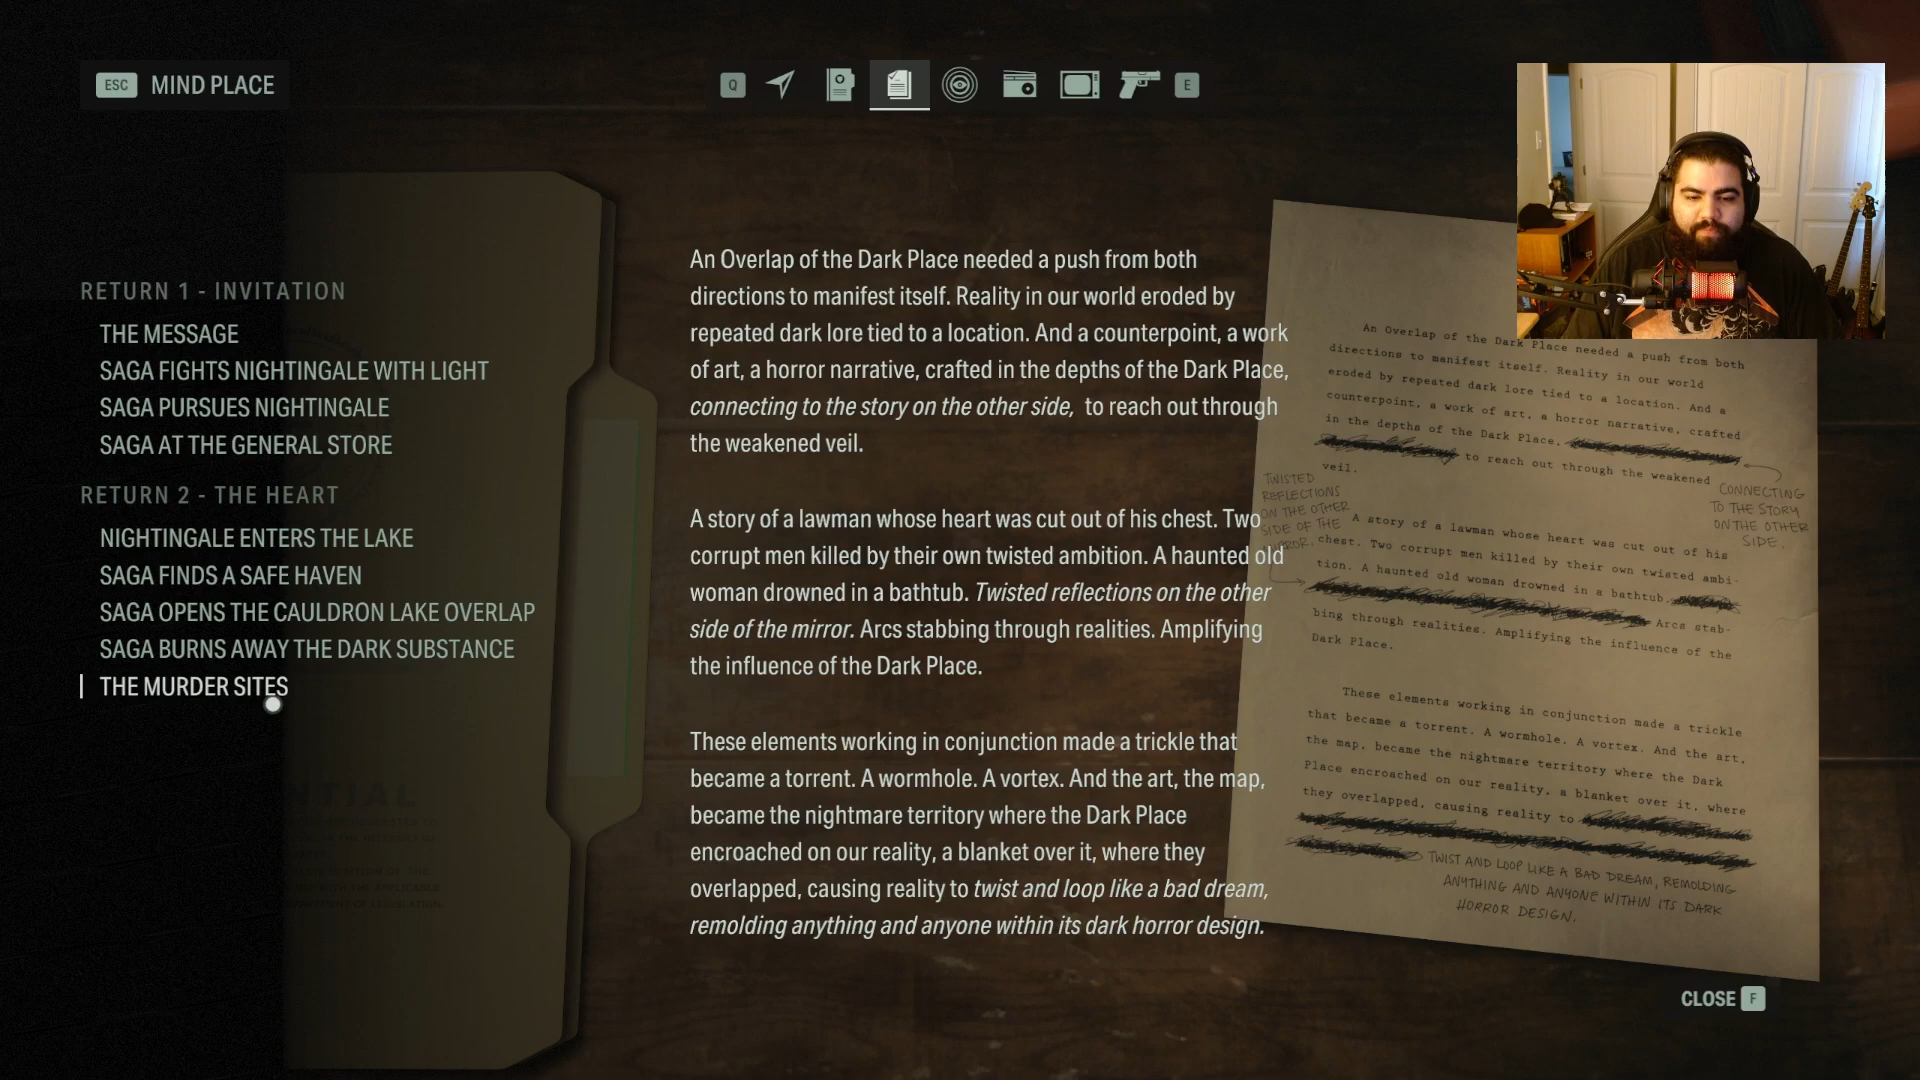 ESC MIND PLACE
Q
E
RETURN 1 - INVITATION
THE MESSAGE
SAGA FIGHTS NIGHTINGALE WITH LIGHT
SAGA PURSUES NIGHTINGALE
SAGA AT THE GENERAL STORE
RETURN 2 - THE HEART
NIGHTINGALE ENTERS THE LAKE
SAGA FINDS A SAFE HAVEN
SAGA OPENS THE CAULDRON LAKE OVERLAP
SAGA BURNS AWAY THE DARK SUBSTANCE
THE MURDER SITES
An Overlap of the Dark Place needed a push from both
directions to manifest itself. Reality in our world eroded by
repeated dark lore tied to a location. And a counterpoint, a work
of art, a horror narrative, crafted in the depths of the Dark Place,
connecting to the story on the other side, to reach out through
the weakened veil.
A story of a lawman whose heart was cut out of his chest. Two
corrupt men killed by their own twisted ambition. A haunted old
woman drowned in a bathtub. Twisted reflections on the other
side of the mirror. Arcs stabbing through realities. Amplifying
the influence of the Dark Place.
These elements working in conjunction made a trickle that
became a torrent. A wormhole. A vortex. And the art, the map,
became the nightmare territory where the Dark Place
encroached on our reality, a blanket over it, where they
overlapped, causing reality to twist and loop like a bad dream,
remolding anything and anyone within its dark horror design.
An Overlap of the Dark Place needed a push from both
directions to manifest itself. Reality in our world
eroded by repeated dark lore tied to a location. And a
counterpoint, a work of art, a horror narrative, crafted
in the depths of the Dark Place,
to reach out through the weakened
veil.
CONNECTING
TO THE STORY
ON THE OTHER
SIDE.
TWISTED
REFLECTIONS
ON THE OTHER
SIDE OF THE
A story of a lawman whose heart was cut out of his
chest. Two corrupt men killed by their own twisted ambi-
tion. A haunted old woman drowned in a bathtub.
Arcs stab-
bing through realities. Amplifying the influence of the
Dark Place.
These elements working in conjunction made a trickle
that became a torrent. A wormhole. A vortex. And the art,
the map, became the nightmare territory where the Dark
Place encroached on our reality, a blanket over it, where
they overlapped, causing reality to
TWIST AND LOOP LIKE A BAD DREAM, REMOLDING
ANYTHING AND ANYONE WITHIN ITS DARK
HORROR DESIGN.
CLOSE F